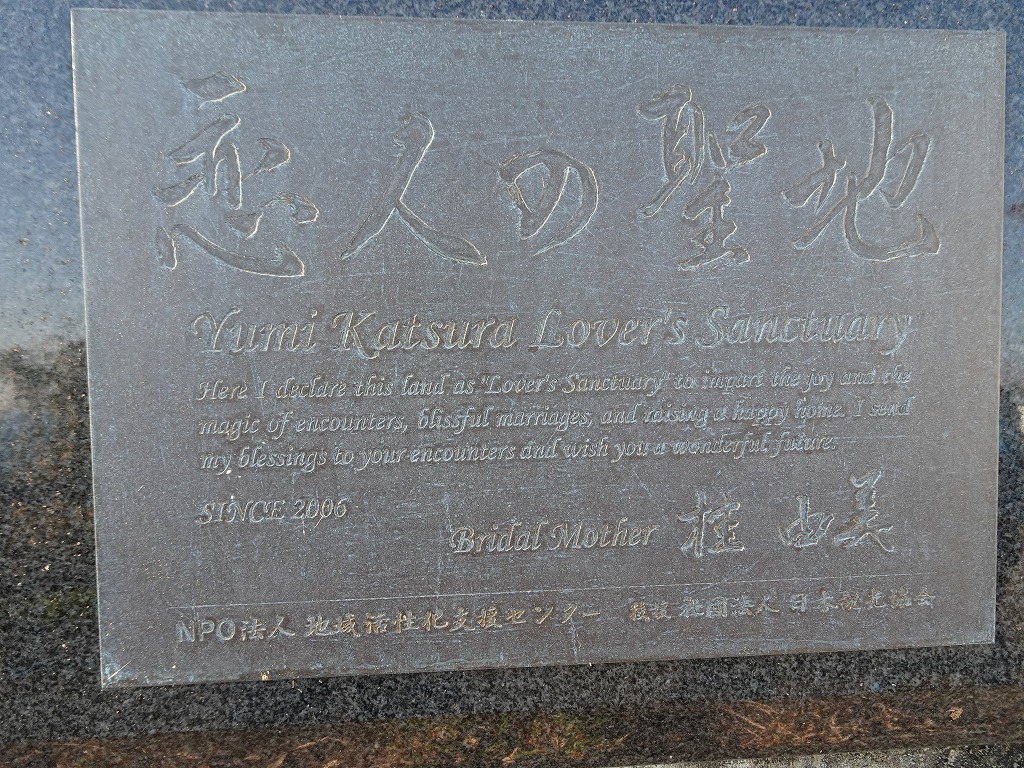 恋人の聖地
Yumi Katsura Lover's Sanctuary
Here I declare this land as "Lover's Sanctuary" to impart the joy and the
magic of encounters, blissful marriages, and raising a happy home. I send
my blessings to your encounters and wish you a wonderful future.
SINCE 2006
Bridal Mother 桂 由美
NPO法人 地域活性化支援センター 後援 社団法人 日本観光協会